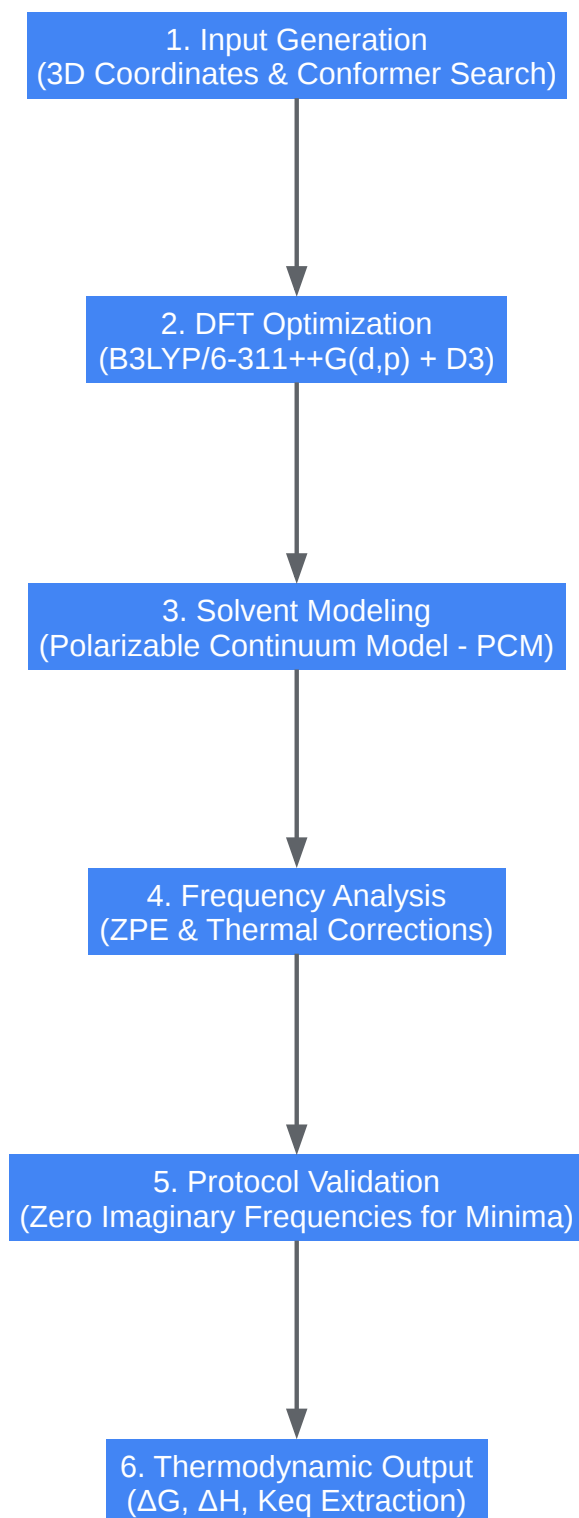 1. Input Generation
(3D Coordinates & Conformer Search)
2. DFT Optimization
(B3LYP/6-311++G(d,p) + D3)
3. Solvent Modeling
(Polarizable Continuum Model - PCM)
4. Frequency Analysis
(ZPE & Thermal Corrections)
5. Protocol Validation
(Zero Imaginary Frequencies for Minima)
6. Thermodynamic Output
(ΔG, ΔH, Keq Extraction)